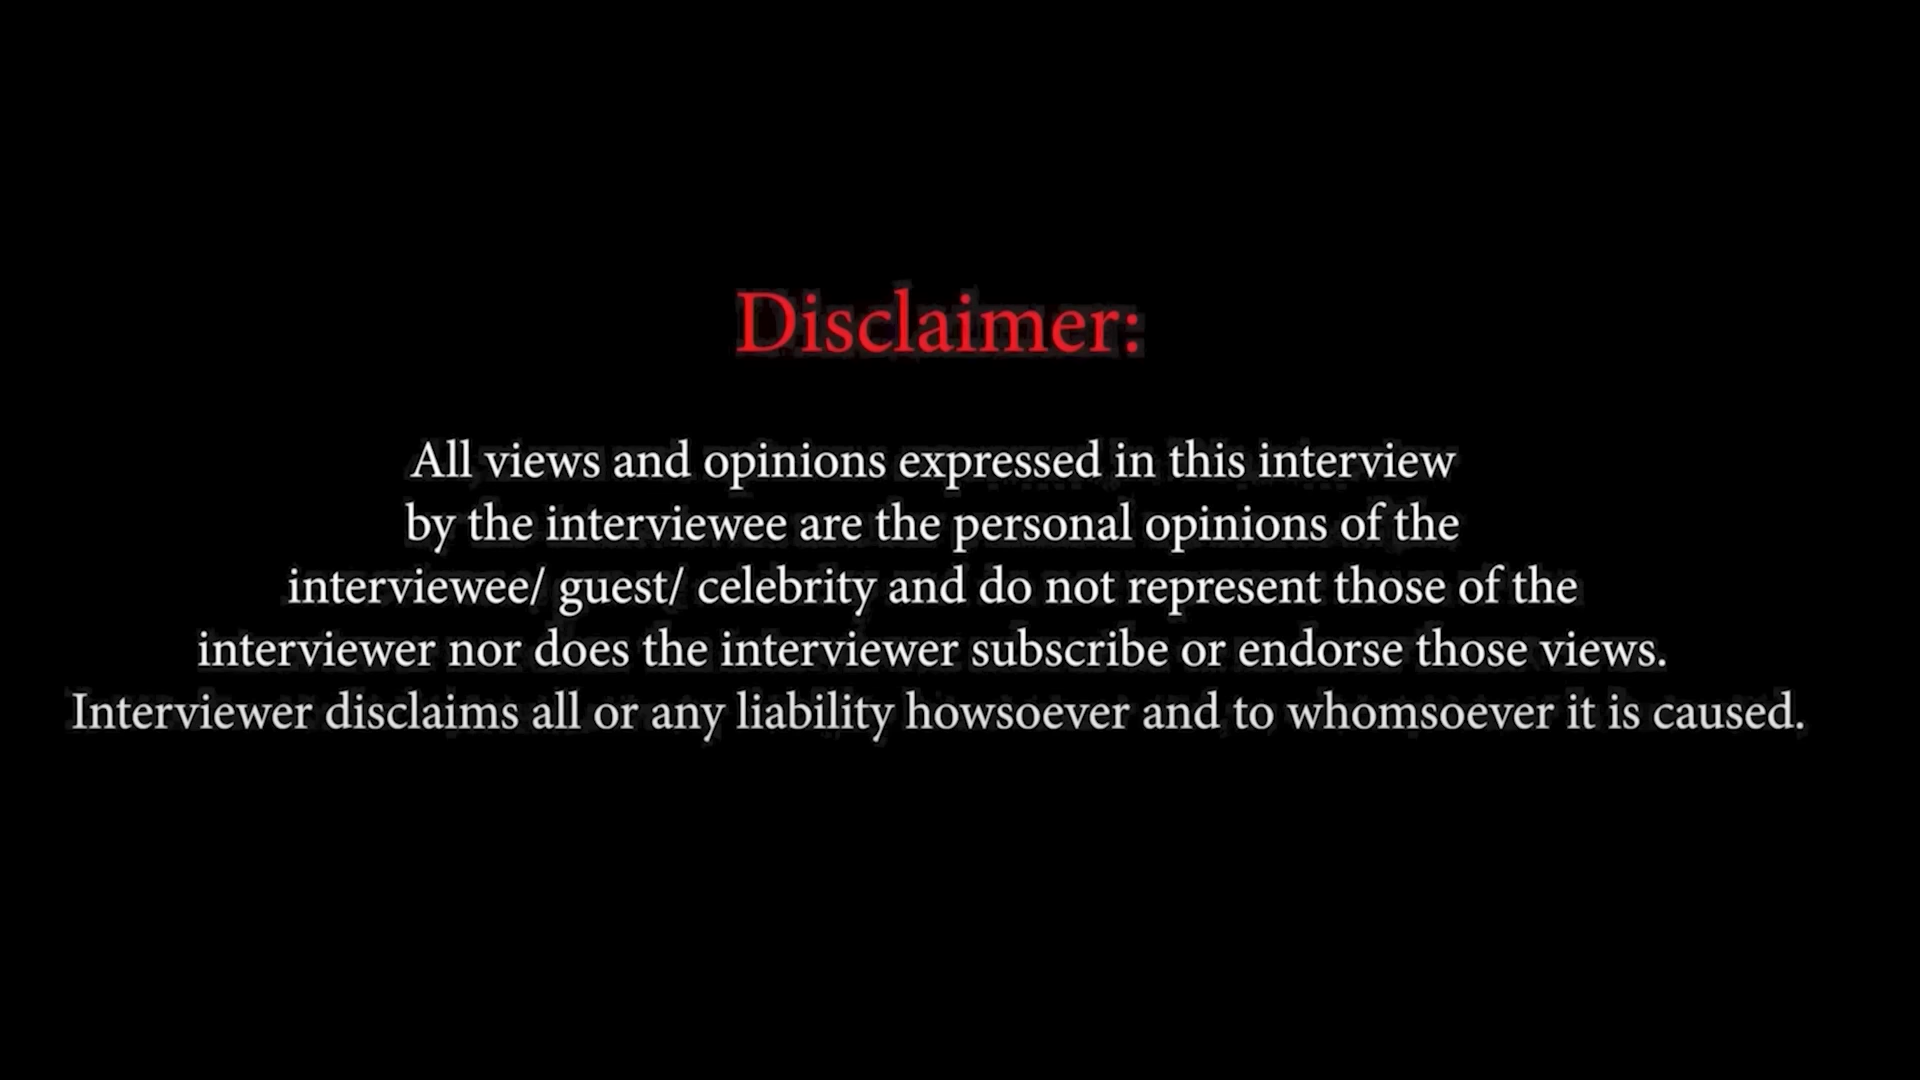 Disclaimer:
All views and opinions expressed in this interview
by the interviewee are the personal opinions of the
interviewee/ guest/ celebrity and do not represent those of the
interviewer nor does the interviewer subscribe or endorse those views.
Interviewer disclaims all or any liability howsoever and to whomsoever it is caused.